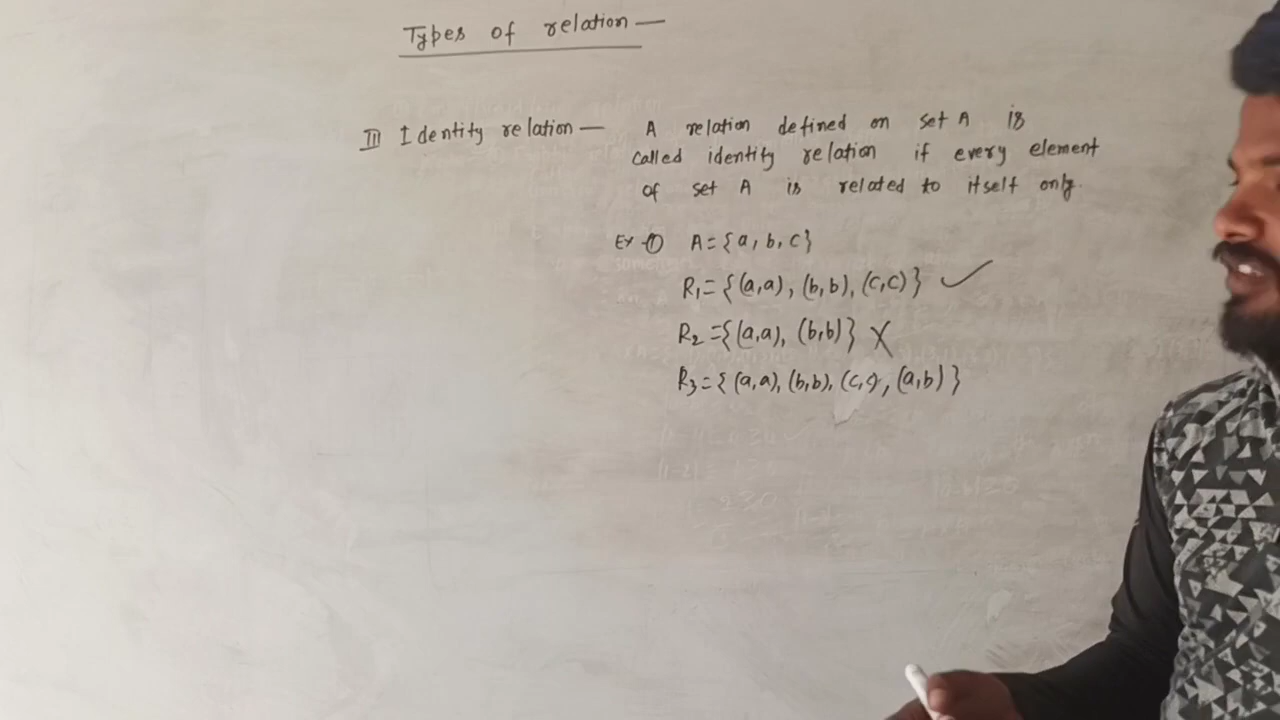 Types of relation —
III Identity relation — A relation defined on set A is
called identity relation if every element
of set A is related to itself only.
Ex ① A = {a, b, c}
R₁ = {(a,a), (b,b), (c,c)} ✓
R₂ = {(a,a), (b,b)} X
R₃ = {(a,a), (b,b), (c,c), (a,b)}